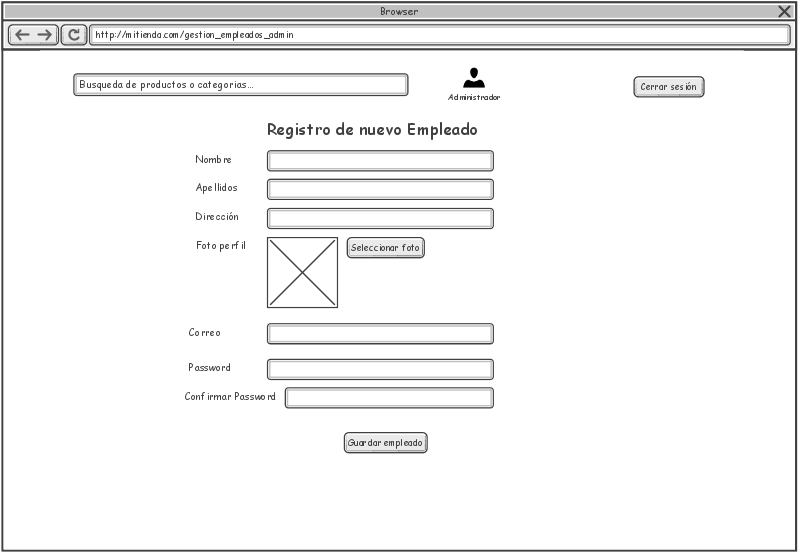 Browser
http://mitienda.com/gestion_empleados_admin
Busqueda de productos o categorias...
Administrador
Cerrar sesión
Registro de nuevo Empleado
Nombre
Apellidos
Dirección
Foto perfil
Seleccionar foto
Correo
Password
Confirmar Password
Guardar empleado